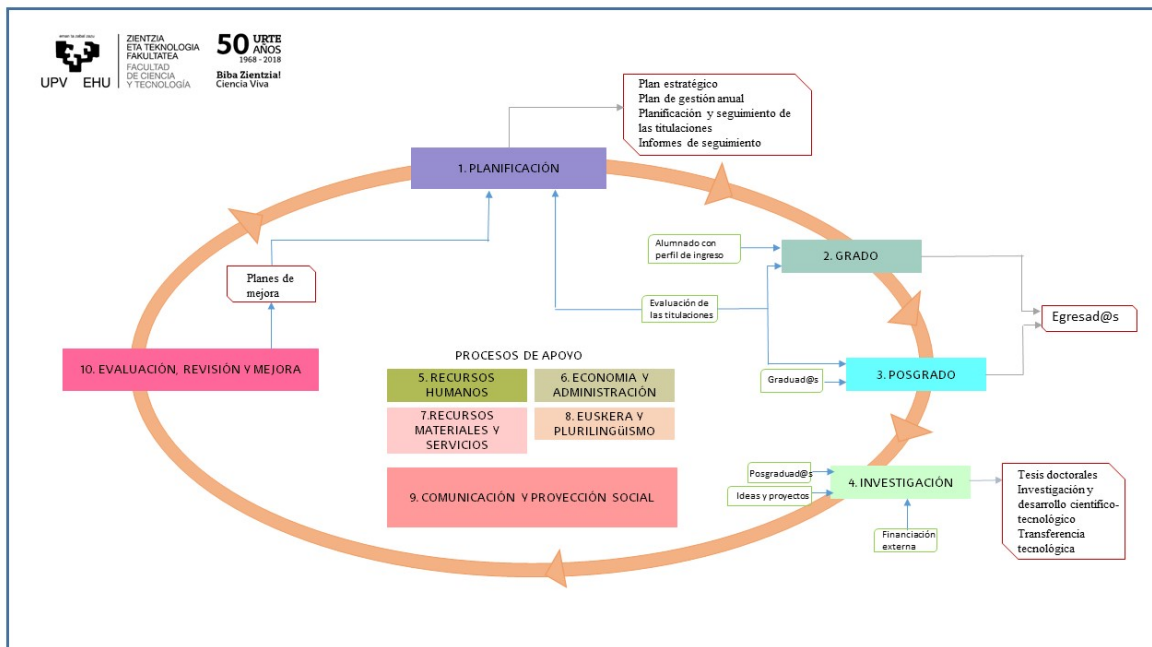 eman ta zabal zazu
UPV EHU
ZIENTZIA
ETA TEKNOLOGIA
FAKULTATEA
FACULTAD
DE CIENCIA
Y TECNOLOGÍA
50 URTE
AÑOS
1968 - 2018
Biba Zientzia!
Ciencia Viva
Plan estratégico
Plan de gestión anual
Planificación y seguimiento de
las titulaciones
Informes de seguimiento
1. PLANIFICACIÓN
Alumnado con
perfil de ingreso
2. GRADO
Planes de
mejora
Evaluación de
las titulaciones
Egresad@s
10. EVALUACIÓN, REVISIÓN Y MEJORA
PROCESOS DE APOYO
5. RECURSOS
HUMANOS
6. ECONOMIA Y
ADMINISTRACIÓN
7.RECURSOS
MATERIALES Y
SERVICIOS
8. EUSKERA Y
PLURILINGüISMO
Graduad@s
3. POSGRADO
9. COMUNICACIÓN Y PROYECCIÓN SOCIAL
Posgraduad@s
Ideas y proyectos
4. INVESTIGACIÓN
Financiación
externa
Tesis doctorales
Investigación y
desarrollo científico-
tecnológico
Transferencia
tecnológica